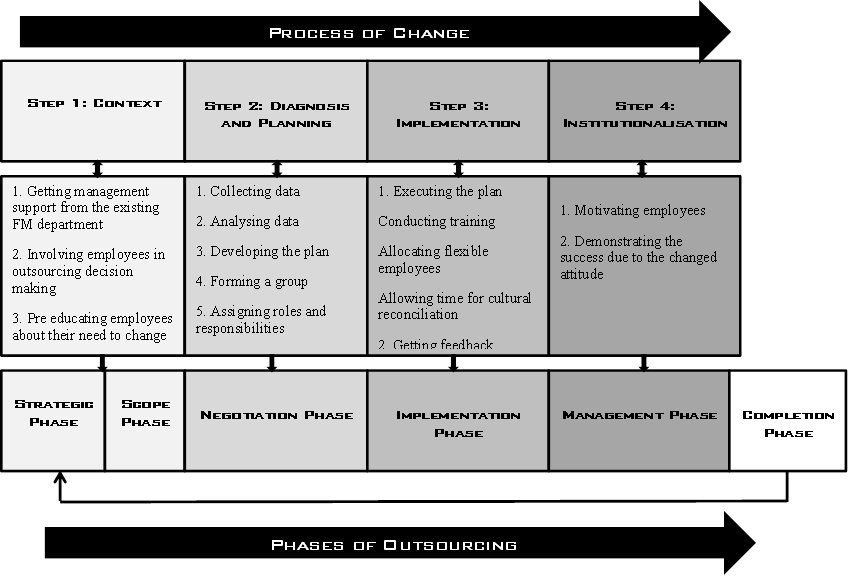 PROCESS OF CHANGE
STEP 1: CONTEXT
STEP 2: DIAGNOSIS
AND PLANNING
STEP 3:
IMPLEMENTATION
STEP 4:
INSTITUTIONALISATION
1. Getting management
support from the existing
FM department
2. Involving employees in
outsourcing decision
making
3. Pre educating employees
about their need to change
1. Collecting data
2. Analysing data
3. Developing the plan
4. Forming a group
5. Assigning roles and
responsibilities
1. Executing the plan
Conducting training
Allocating flexible
employees
Allowing time for cultural
reconciliation
2. Getting feedback
1. Motivating employees
2. Demonstrating the
success due to the changed
attitude
STRATEGIC
PHASE
SCOPE
PHASE
NEGOTIATION PHASE
IMPLEMENTATION
PHASE
MANAGEMENT PHASE
COMPLETION
PHASE
PHASES OF OUTSOURCING